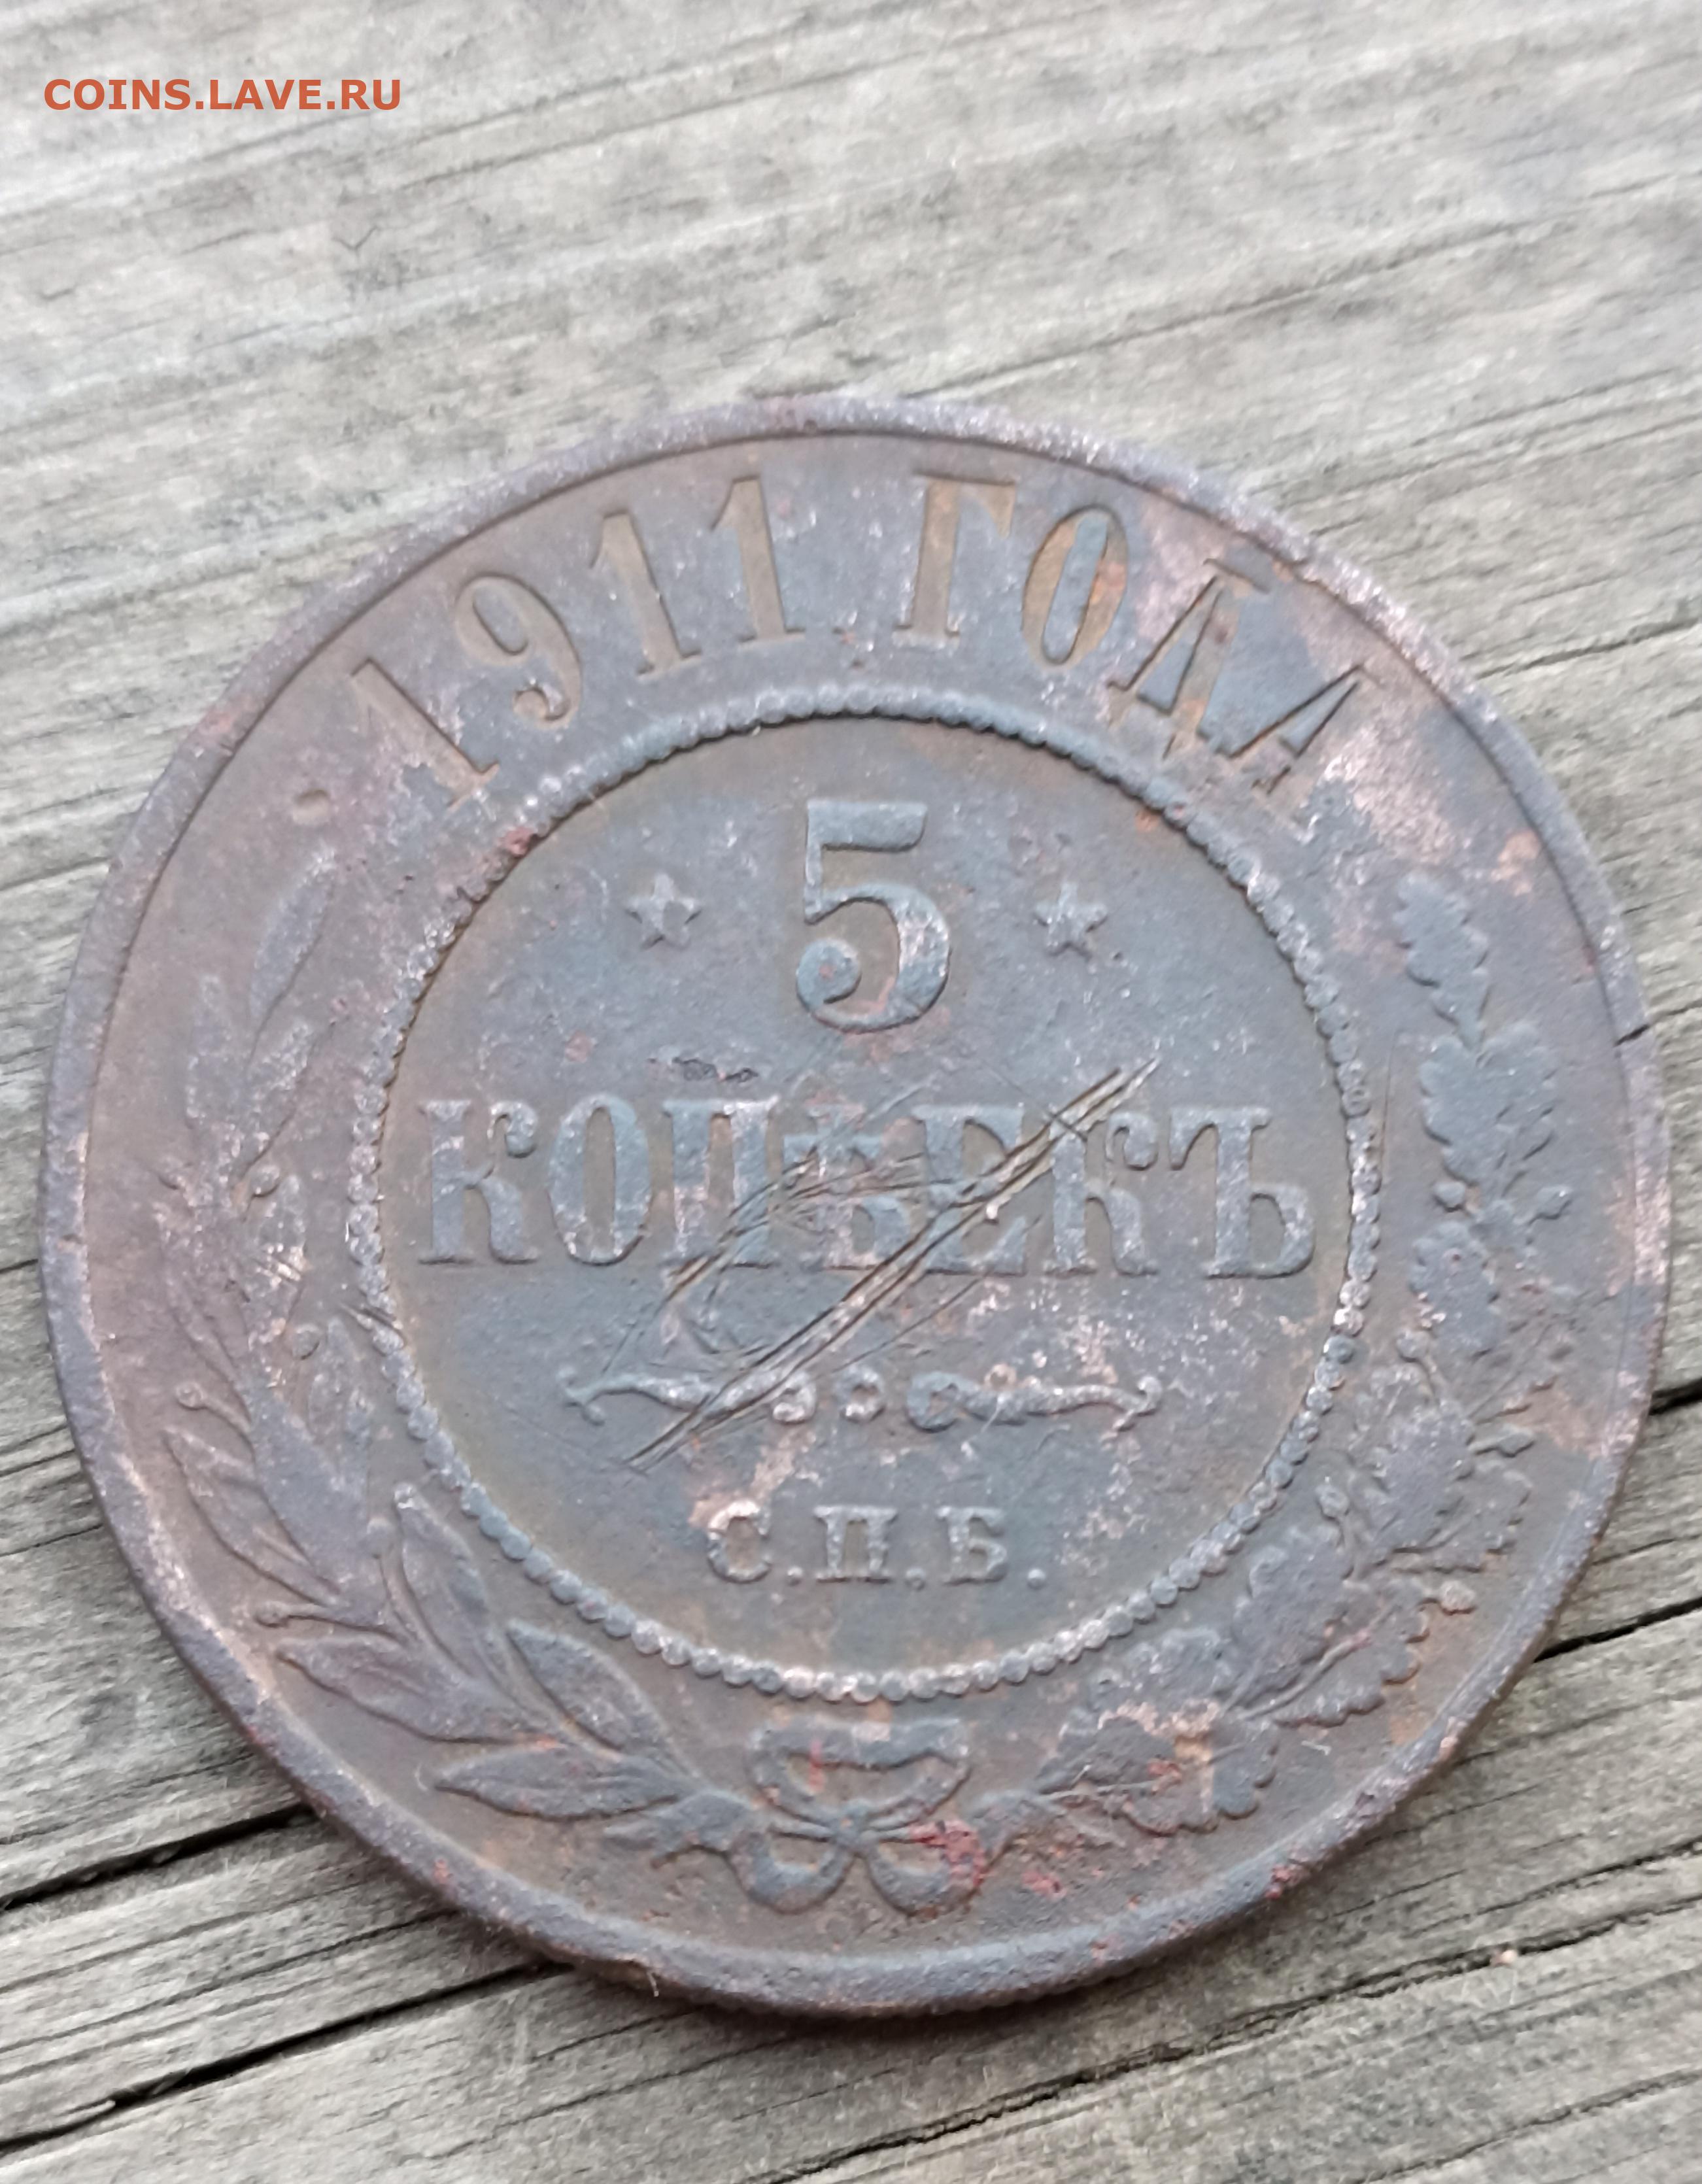 COINS.LAVE.RU
1911 ГОДА
5
КОПѢЕКЪ
С.П.Б.